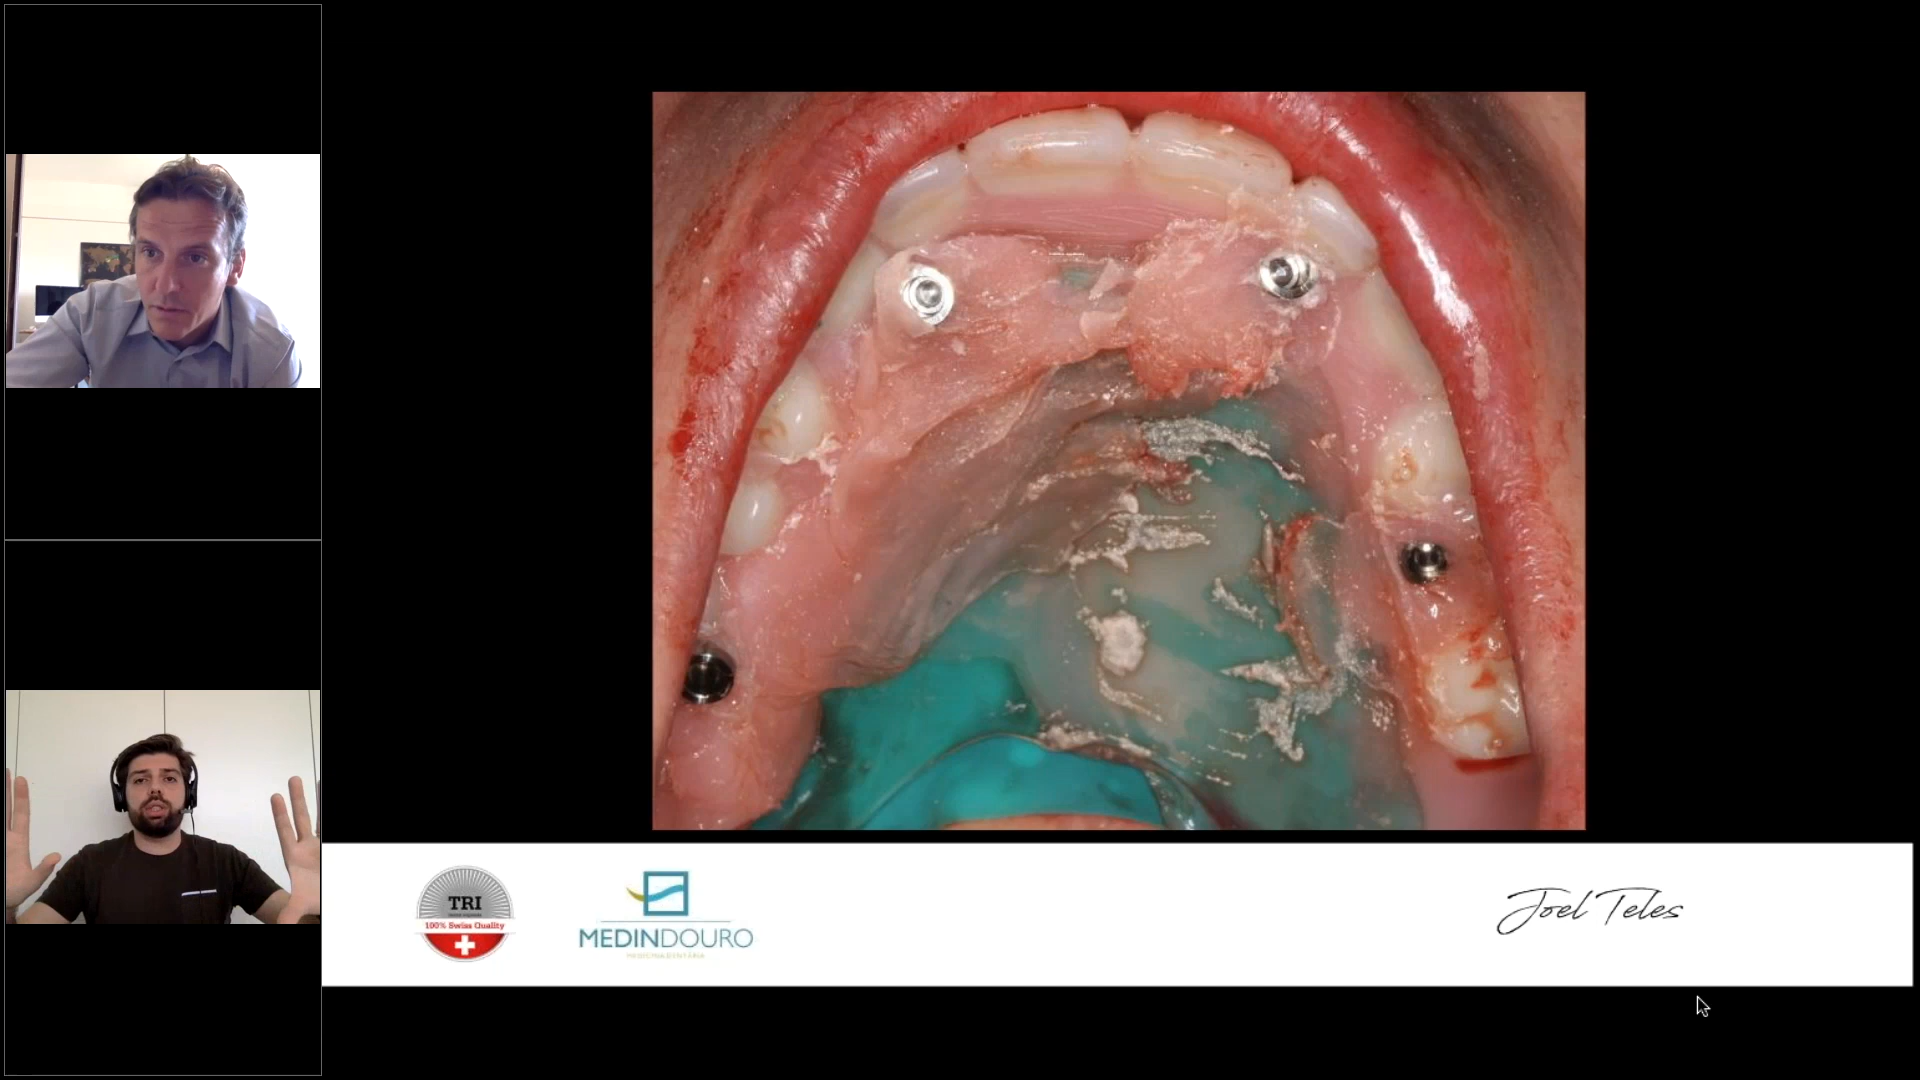 TRI
100% Swiss Quality
MEDINDOURO
MEDICINA DENTÁRIA
Joel Teles